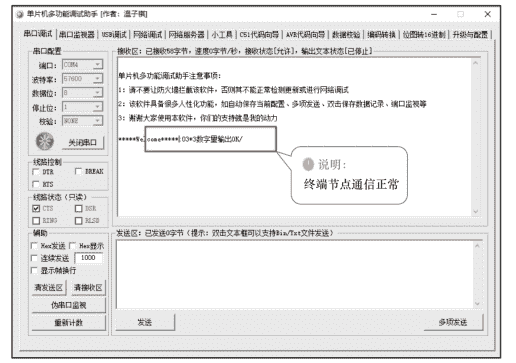 单片机多功能调试助手 [作者: 温子祺]
串口调试 | 串口监视器 | USB调试 | 网络调试 | 网络服务器 | 小工具 | C51代码向导 | AVR代码向导 | 数据校验 | 编码转换 | 位图转16进制 | 升级与配置
串口配置
端口: COM4
波特率: 57600
数据位: 8
停止位: 1
校验: NONE
关闭串口
线路控制
DTR BREAK
RTS
线路状态（只读）
CTS DSR
RING RLSD
辅助
Hex发送 Hex显示
连续发送 1000
显示帧换行
清发送区 清接收区
伪串口监视
重新计数
接收区: 已接收58字节, 速度0字节/秒, 接收状态[允许], 输出文本状态[已停止]
单片机多功能调试助手注意事项:
1: 请不要让防火墙拦截该软件, 否则其不能正常检测更新或进行网络调试
2: 该软件具备很多人性化功能, 如自动保存当前配置、多项发送、双击保存数据记录、端口监视等
3: 谢谢大家使用本软件, 你们的支持就是我的动力
*****Welcome*****|03*3数字量输出OK/
说明:
终端节点通信正常
发送区: 已发送0字节 (提示: 双击文本框可以支持Bin/Txt文件发送)
发送 多项发送